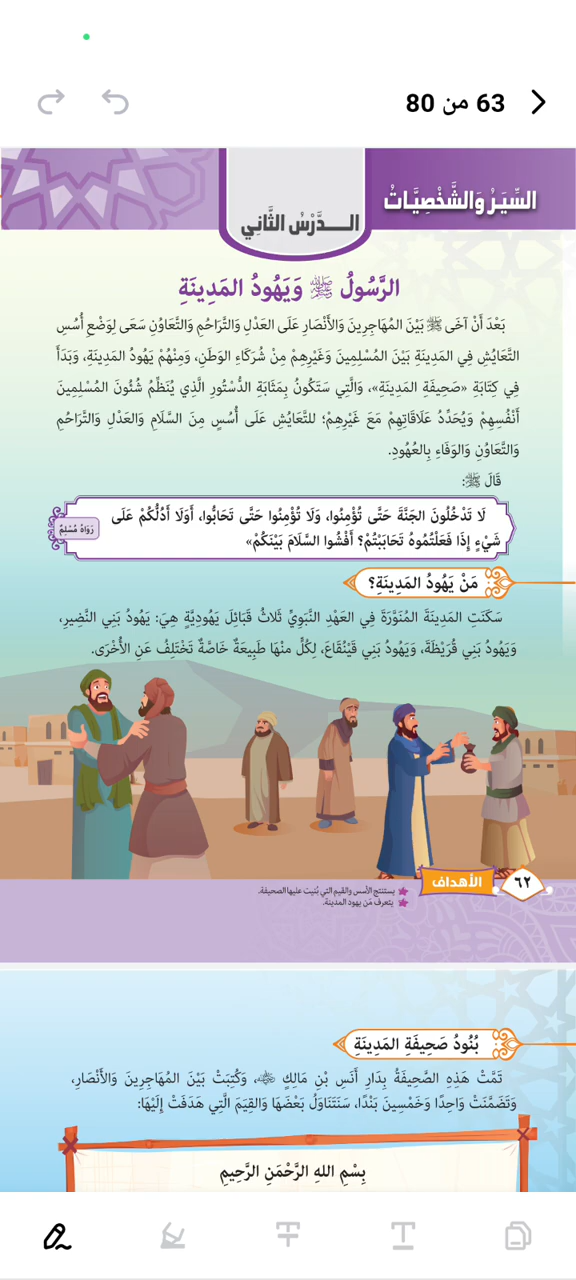 63 من 80
السِّيَرُ وَالشَّخْصِيَّاتُ
الــدَّرْسُ الثَّانِي
الرَّسُولُ ﷺ وَيَهُودُ المَدِينَةِ
بَعْدَ أَنْ آخَى ﷺ بَيْنَ المُهَاجِرِينَ وَالأَنْصَارِ عَلَى العَدْلِ وَالتَّرَاحُمِ وَالتَّعَاوُنِ سَعَى لِوَضْعِ أُسُسِ
التَّعَايُشِ فِي المَدِينَةِ بَيْنَ المُسْلِمِينَ وَغَيْرِهِمْ مِنْ شُرَكَاءِ الوَطَنِ، وَمِنْهُمْ يَهُودُ المَدِينَةِ، وَبَدَأَ
فِي كِتَابَةِ «صَحِيفَةِ المَدِينَةِ»، وَالَّتِي سَتَكُونُ بِمَثَابَةِ الدُّسْتُورِ الَّذِي يُنَظِّمُ شُئُونَ المُسْلِمِينَ
أَنْفُسِهِمْ وَيُحَدِّدُ عَلَاقَاتِهِمْ مَعَ غَيْرِهِمْ؛ للتَّعَايُشِ عَلَى أُسُسٍ مِنَ السَّلَامِ وَالعَدْلِ وَالتَّرَاحُمِ
وَالتَّعَاوُنِ وَالوَفَاءِ بِالعُهُودِ.
قَالَ ﷺ:
لَا تَدْخُلُونَ الجَنَّةَ حَتَّى تُؤْمِنُوا، وَلَا تُؤْمِنُوا حَتَّى تَحَابُّوا، أَوَلَا أَدُلُّكُمْ عَلَى
شَيْءٍ إِذَا فَعَلْتُمُوهُ تَحَابَبْتُمْ؟ أَفْشُوا السَّلَامَ بَيْنَكُمْ»
رَوَاهُ مُسْلِمٌ
مَنْ يَهُودُ المَدِينَةِ؟
سَكَنَتِ المَدِينَةَ المُنَوَّرَةَ فِي العَهْدِ النَّبَوِيِّ ثَلَاثُ قَبَائِلَ يَهُودِيَّةٍ هِيَ: يَهُودُ بَنِي النَّضِيرِ،
وَيَهُودُ بَنِي قُرَيْظَةَ، وَيَهُودُ بَنِي قَيْنُقَاعَ، لِكُلٍّ منْهَا طَبِيعَةٌ خَاصَّةٌ تَخْتَلِفُ عَنِ الأُخْرَى.
٦٢
الأهداف
يستنتج الأسس والقيم التي بُنيت عليها الصحيفة.
يتعرف مَن يهود المدينة.
بُنُودُ صَحِيفَةِ المَدِينَةِ
تَمَّتْ هَذِهِ الصَّحِيفَةُ بِدَارِ أَنَسِ بْنِ مَالِكٍ ﵁، وَكُتِبَتْ بَيْنَ المُهَاجِرِينَ وَالأَنْصَارِ،
وَتَضَمَّنَتْ وَاحِدًا وَخَمْسِينَ بَنْدًا، سَنَتَنَاوَلُ بَعْضَهَا وَالقِيَمَ الَّتِي هَدَفَتْ إِلَيْهَا:
بِسْمِ اللهِ الرَّحْمَنِ الرَّحِيمِ